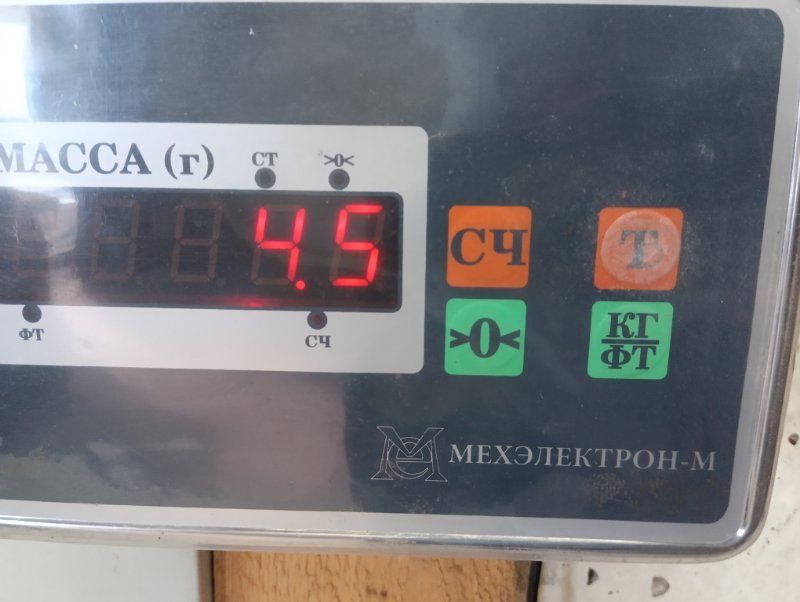 МАССА (г)
СТ >0<
4.5
ФТ
СЧ
СЧ
Т
>0<
КГ
ФТ
МЕХЭЛЕКТРОН-М